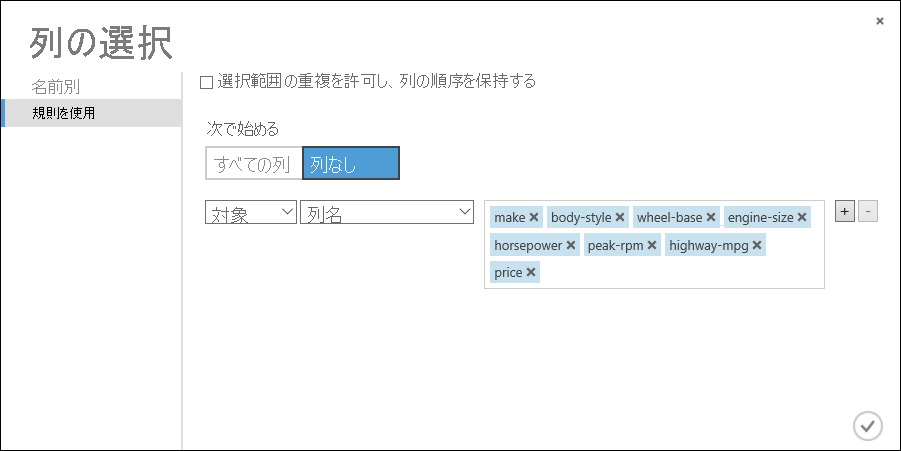 列の選択
名前別
規則を使用
選択範囲の重複を許可し、列の順序を保持する
次で始める
すべての列 列なし
対象 列名
make × body-style × wheel-base × engine-size ×
horsepower × peak-rpm × highway-mpg ×
price ×
+ -